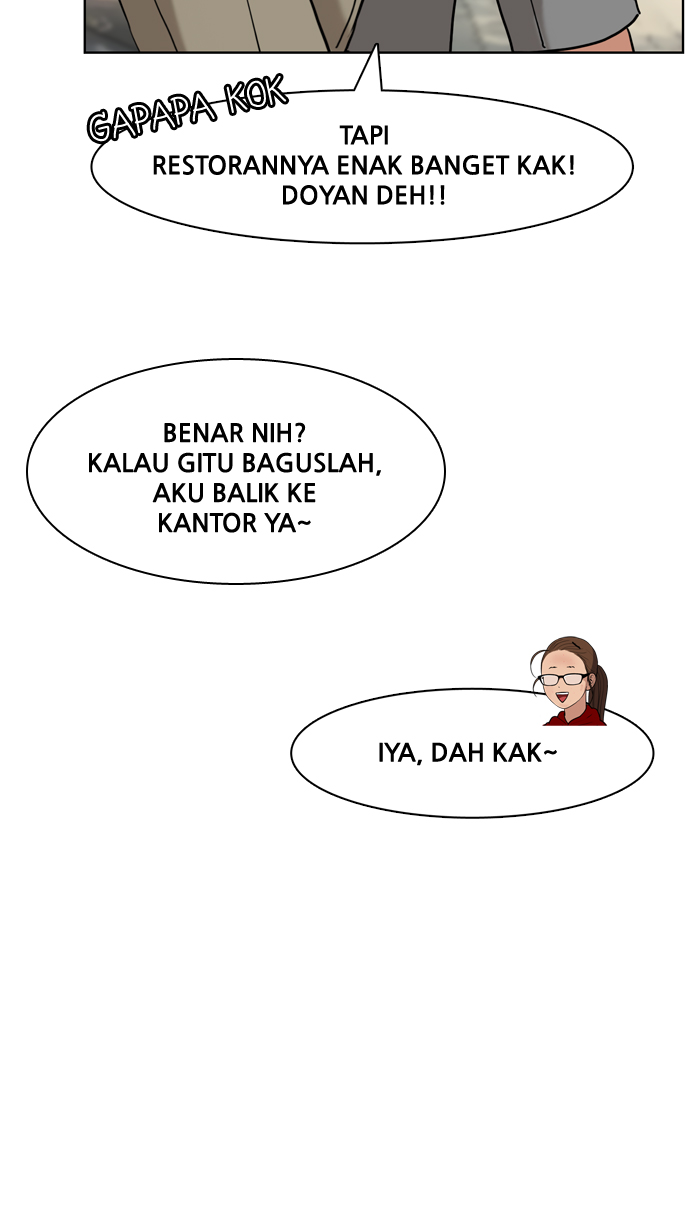 GAPAPA KOK
TAPI
RESTORANNYA ENAK BANGET KAK!
DOYAN DEH!!
BENAR NIH?
KALAU GITU BAGUSLAH,
AKU BALIK KE
KANTOR YA~
IYA, DAH KAK~